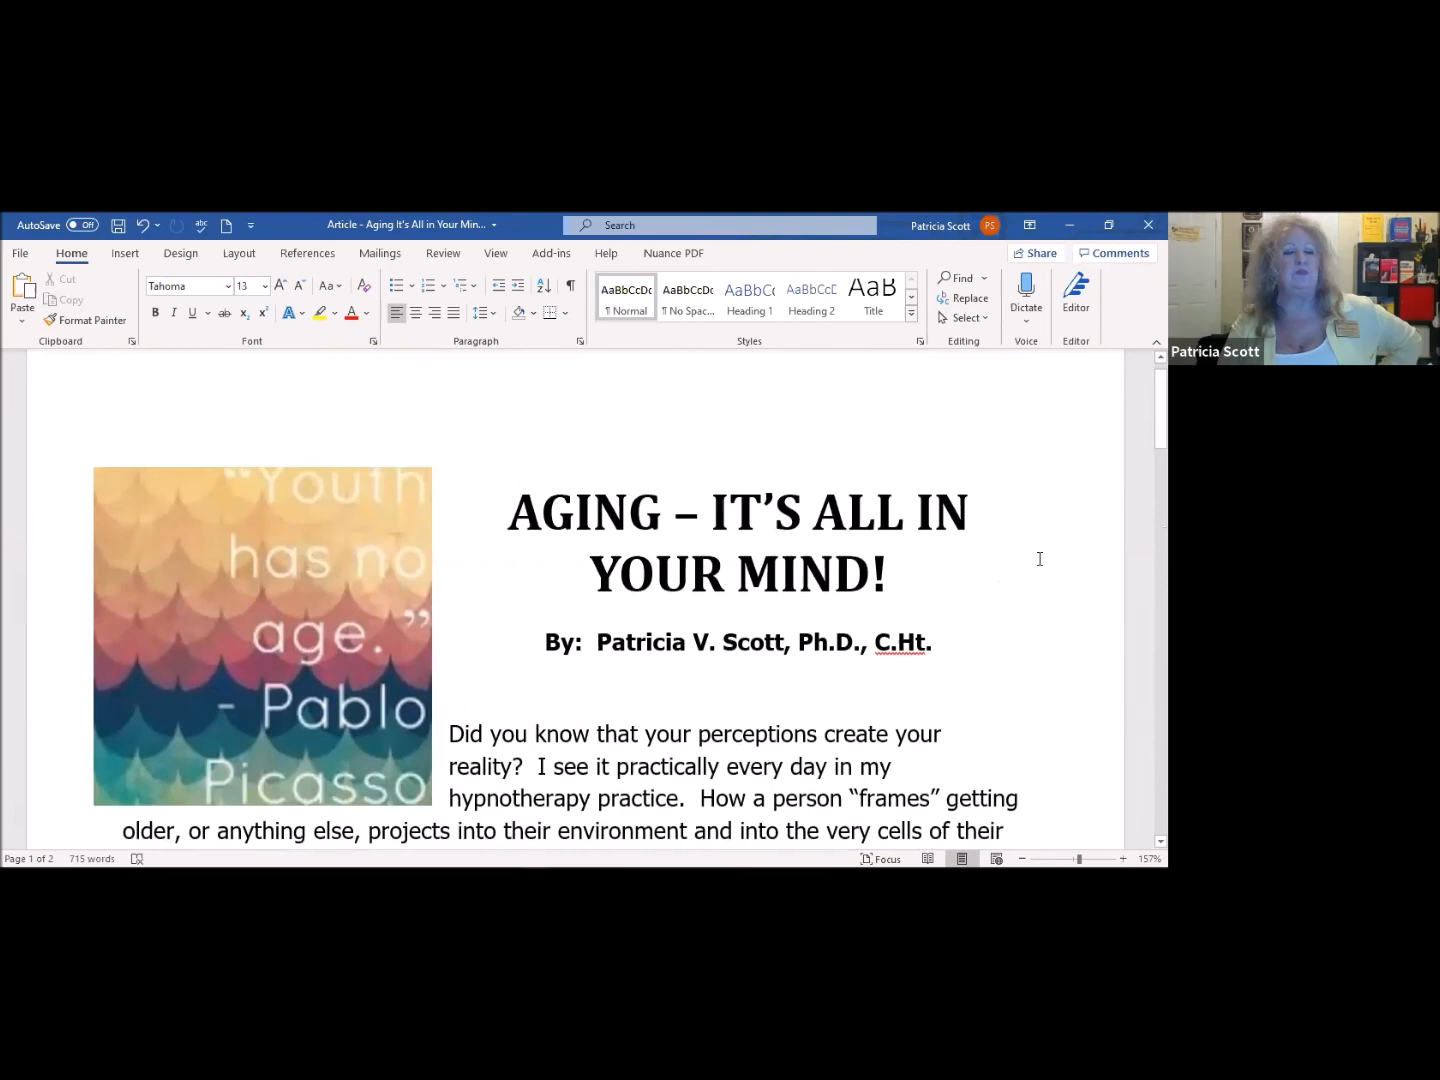 AutoSave Off
Article - Aging It's All in Your Min...
Search
Patricia Scott
PS
File Home Insert Design Layout References Mailings Review View Add-ins Help Nuance PDF
Share
Comments
Paste
Cut
Copy
Format Painter
Clipboard
Tahoma
13
Font
Paragraph
AaBbCcDc
¶ Normal
AaBbCcDc
¶ No Spac...
AaBbCc
Heading 1
AaBbCcD
Heading 2
AaB
Title
Styles
Find
Replace
Select
Editing
Dictate
Voice
Editor
Editor
Patricia Scott
“Youth
has no
age.”
- Pablo
Picasso
AGING – IT’S ALL IN
YOUR MIND!
By: Patricia V. Scott, Ph.D., C.Ht.
Did you know that your perceptions create your
reality? I see it practically every day in my
hypnotherapy practice. How a person “frames” getting
older, or anything else, projects into their environment and into the very cells of their
Page 1 of 2
715 words
Focus
157%